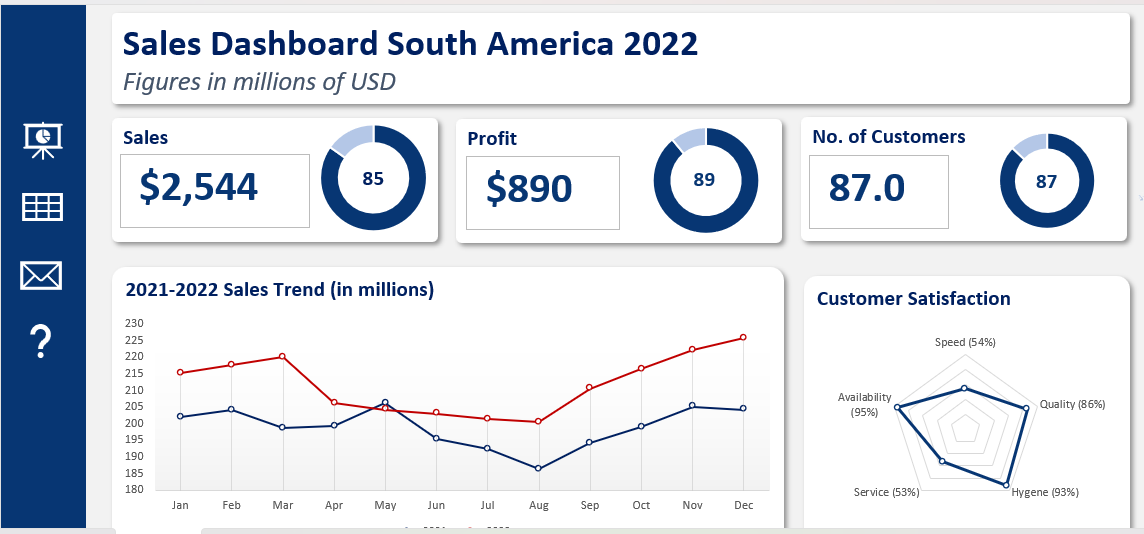 Sales Dashboard South America 2022
Figures in millions of USD
Sales
$2,544
85
Profit
$890
89
No. of Customers
87.0
87
2021-2022 Sales Trend (in millions)
230
225
220
215
210
205
200
195
190
185
180
Jan Feb Mar Apr May Jun Jul Aug Sep Oct Nov Dec
Customer Satisfaction
Speed (54%)
Quality (86%)
Hygene (93%)
Service (53%)
Availability
(95%)